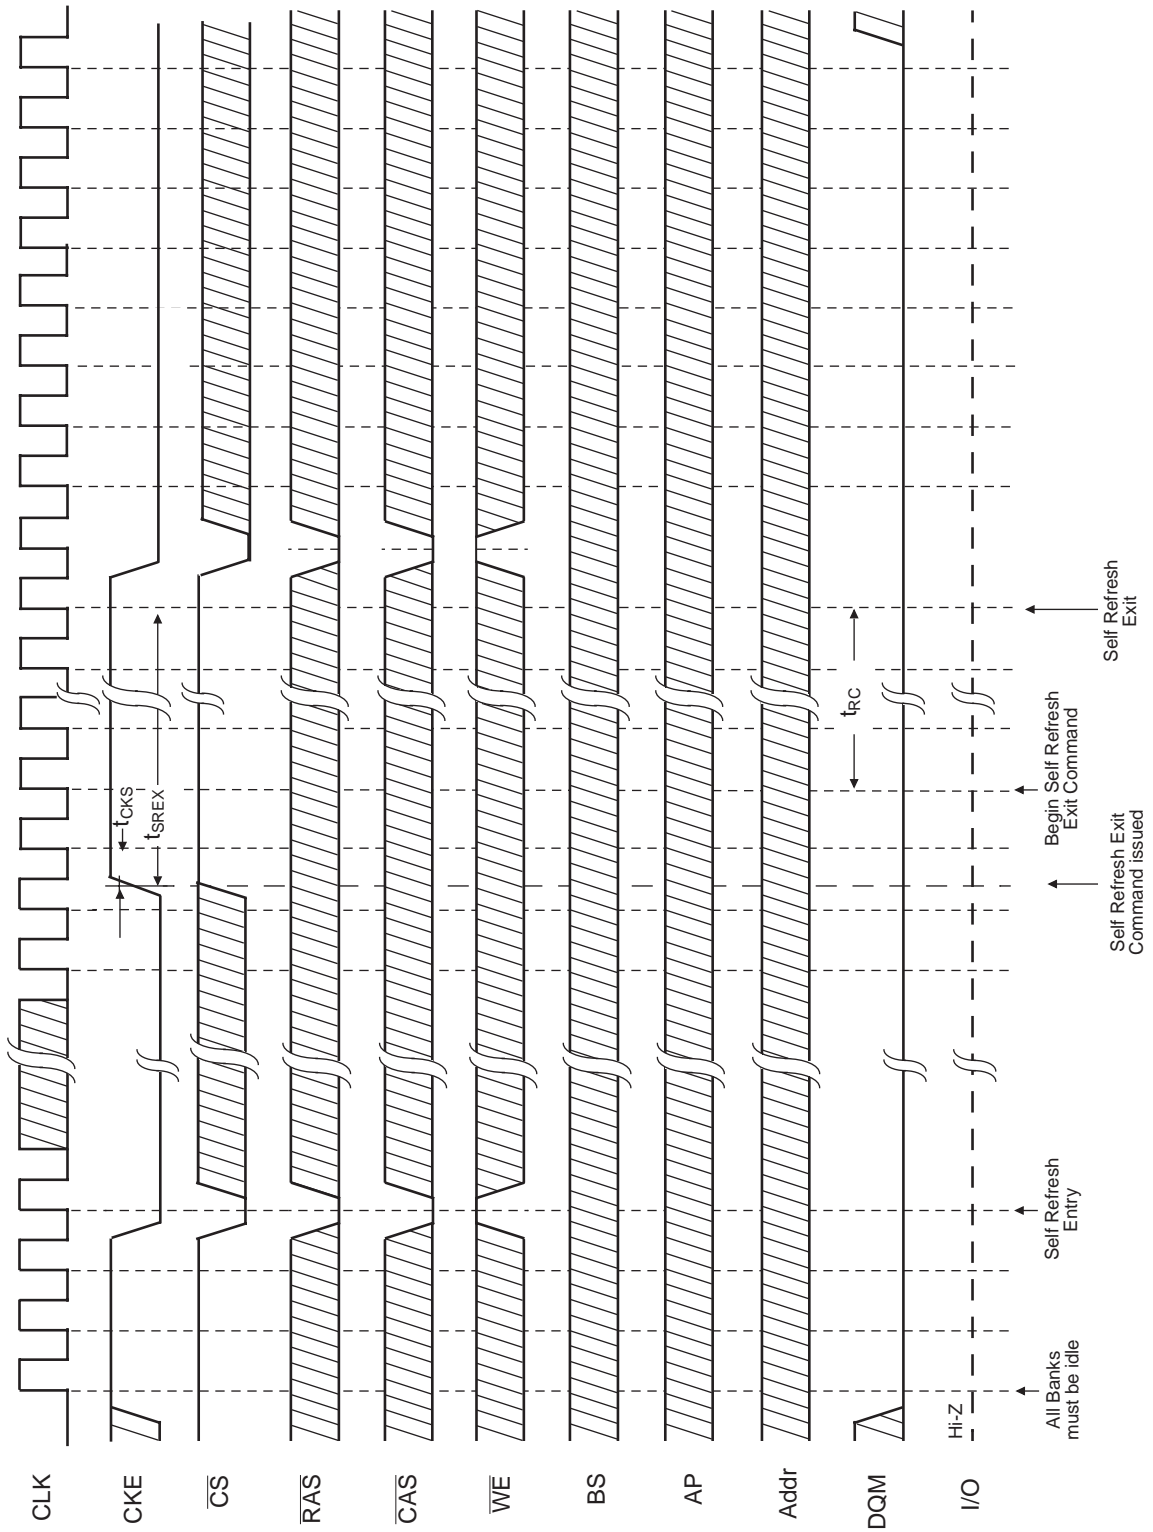 CLK
CKE
CS
RAS
CAS
WE
BS
AP
Addr
DQM
I/O
Hi-Z
tCKS
tSREX
tRC
All Banks
must be idle
Self Refresh
Entry
Self Refresh Exit
Command issued
Begin Self Refresh
Exit Command
Self Refresh
Exit